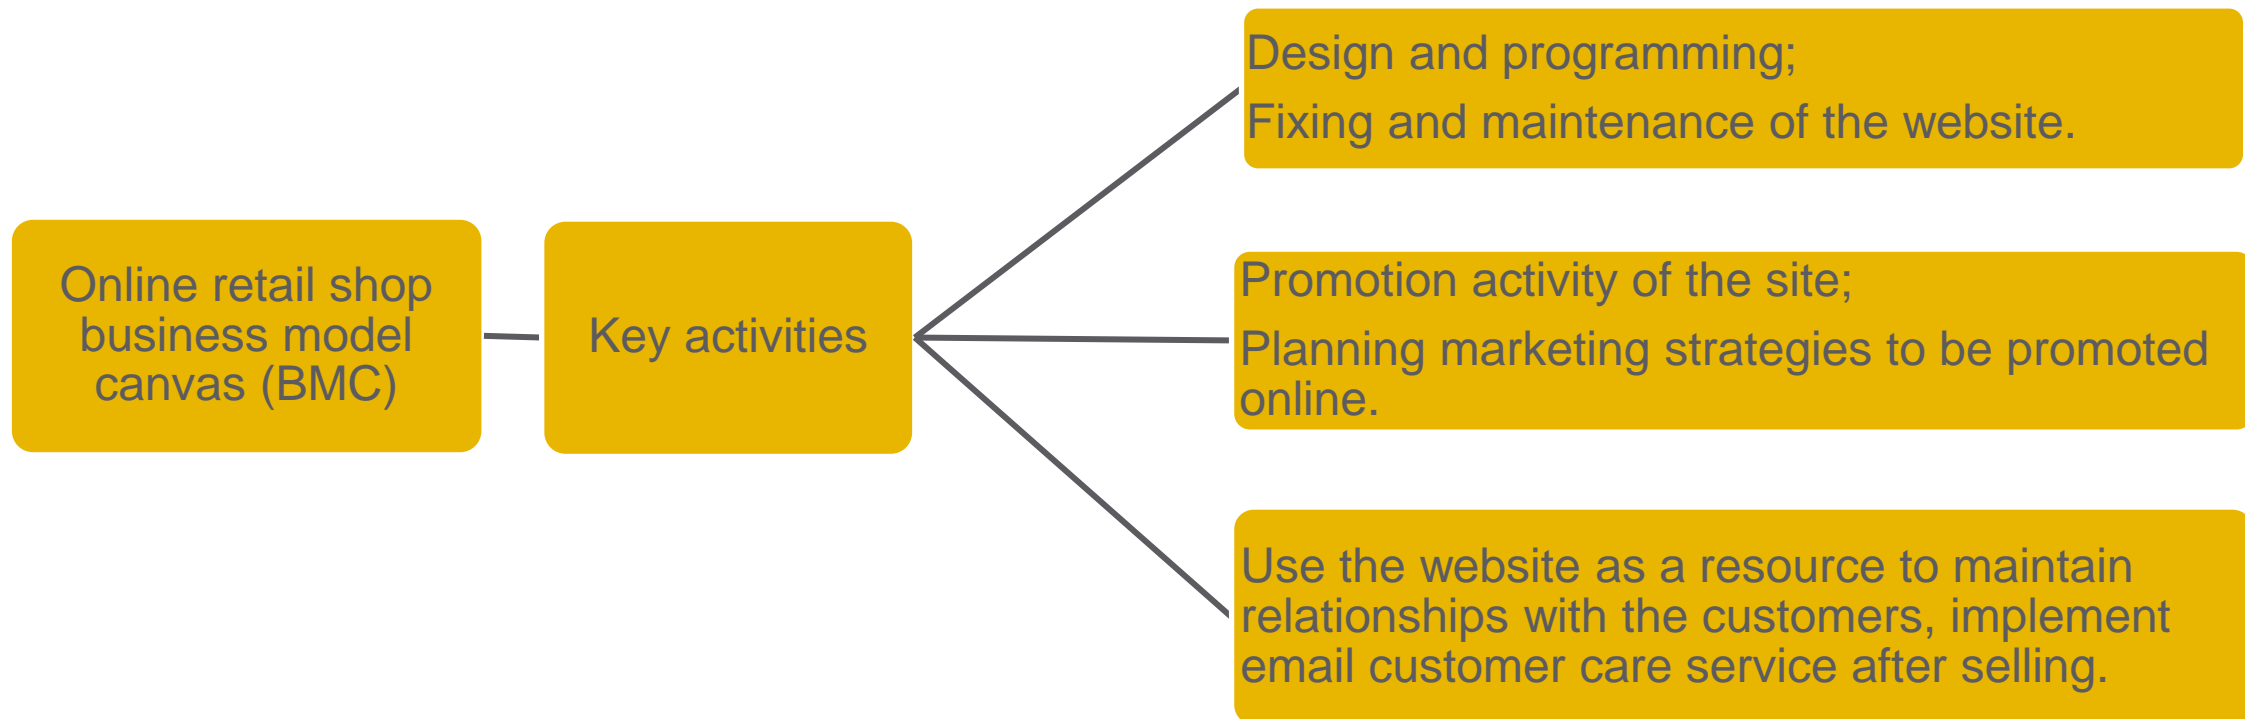 Online retail shop
business model
canvas (BMC)
Key activities
Design and programming;
Fixing and maintenance of the website.
Promotion activity of the site;
Planning marketing strategies to be promoted
online.
Use the website as a resource to maintain
relationships with the customers, implement
email customer care service after selling.